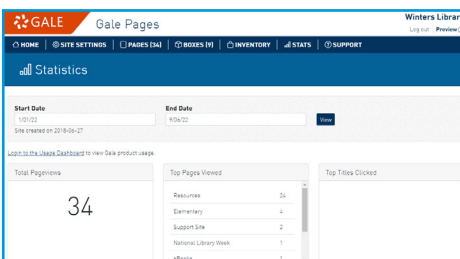 GALE Gale Pages Winters Libra
Log out Preview
HOME SITE SETTINGS PAGES (34) BOXES (9) INVENTORY STATS SUPPORT
Statistics
Start Date End Date
1/01/22 9/06/22 View
Site created on 2018-06-27
Login to the Usage Dashboard to view Gale product usage.
Total Pageviews Top Pages Viewed Top Titles Clicked
34
Resources 24
Elementary 4
Support Site 2
National Library Week 1
eBooks 1